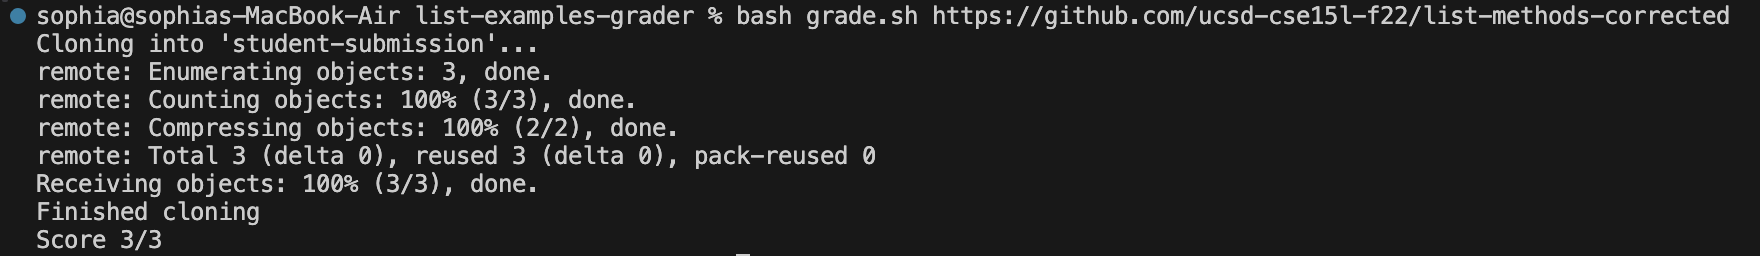 sophia@sophias-MacBook-Air list-examples-grader % bash grade.sh https://github.com/ucsd-cse15l-f22/list-methods-corrected
Cloning into 'student-submission'...
remote: Enumerating objects: 3, done.
remote: Counting objects: 100% (3/3), done.
remote: Compressing objects: 100% (2/2), done.
remote: Total 3 (delta 0), reused 3 (delta 0), pack-reused 0
Receiving objects: 100% (3/3), done.
Finished cloning
Score 3/3